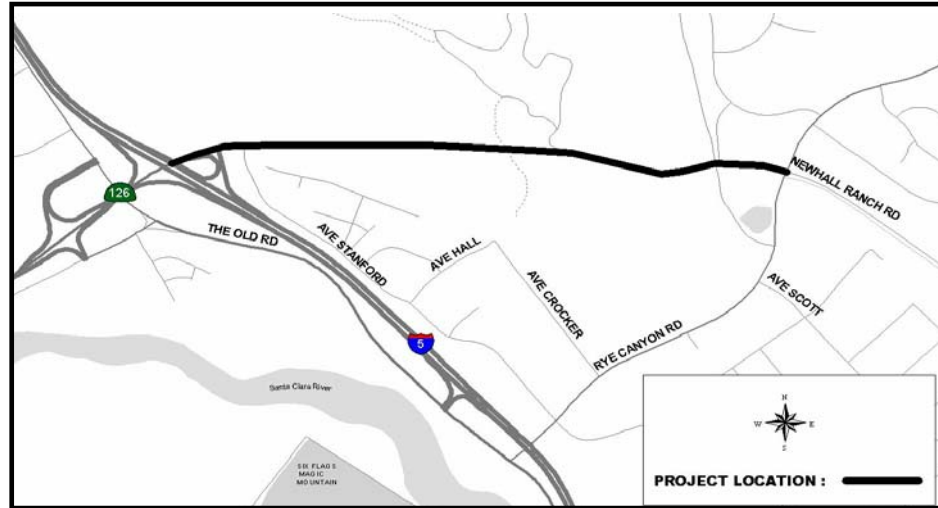 126
THE OLD RD
AVE STANFORD
AVE HALL
AVE CROCKER
NEWHALL RANCH RD
AVE SCOTT
RYE CANYON RD
5
Santa Clara River
SIX FLAGS
MAGIC
MOUNTAIN
N
W E
S
PROJECT LOCATION :